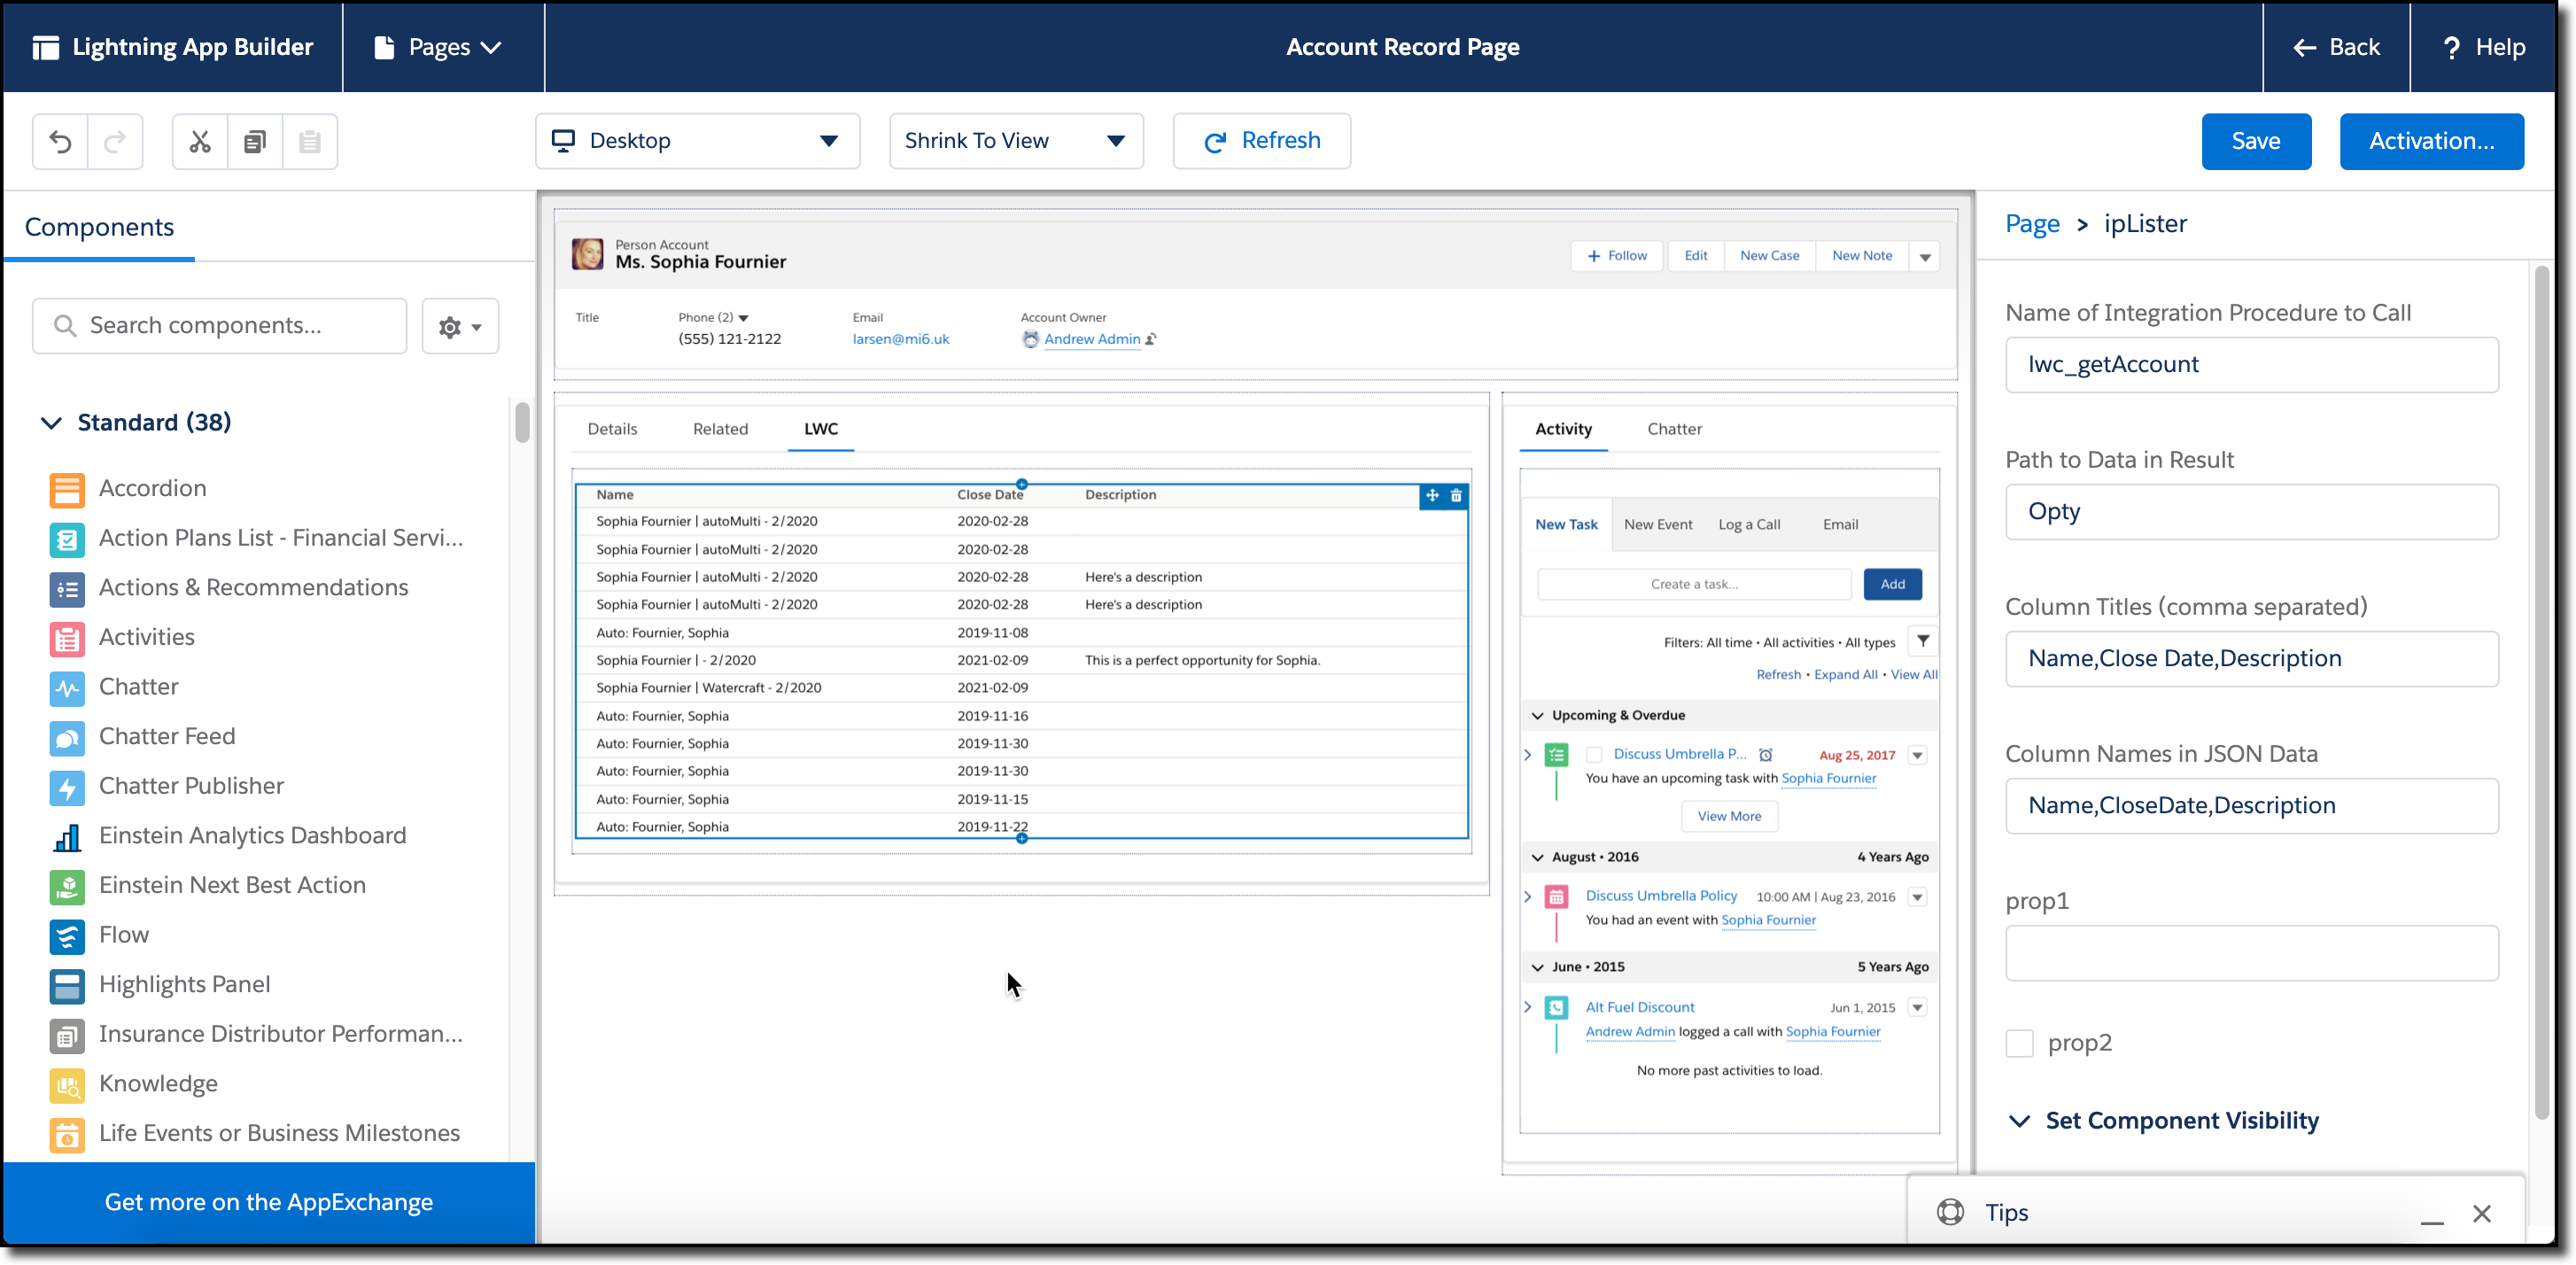 Lightning App Builder
Pages
Account Record Page
Back
? Help
Desktop
Shrink To View
Refresh
Save
Activation...
Components
Search components...
Standard (38)
Accordion
Action Plans List - Financial Servi...
Actions & Recommendations
Activities
Chatter
Chatter Feed
Chatter Publisher
Einstein Analytics Dashboard
Einstein Next Best Action
Flow
Highlights Panel
Insurance Distributor Performan...
Knowledge
Life Events or Business Milestones
Get more on the AppExchange
Person Account
Ms. Sophia Fournier
+ Follow
Edit
New Case
New Note
Title
Phone (2)
Email
Account Owner
(555) 121-2122
larsen@mi6.uk
Andrew Admin
Details
Related
LWC
Name Close Date Description
Sophia Fournier | autoMulti - 2/2020 2020-02-28
Sophia Fournier | autoMulti - 2/2020 2020-02-28
Sophia Fournier | autoMulti - 2/2020 2020-02-28 Here's a description
Sophia Fournier | autoMulti - 2/2020 2020-02-28 Here's a description
Auto: Fournier, Sophia 2019-11-08
Sophia Fournier | - 2/2020 2021-02-09 This is a perfect opportunity for Sophia.
Sophia Fournier | Watercraft - 2/2020 2021-02-09
Auto: Fournier, Sophia 2019-11-16
Auto: Fournier, Sophia 2019-11-30
Auto: Fournier, Sophia 2019-11-30
Auto: Fournier, Sophia 2019-11-15
Auto: Fournier, Sophia 2019-11-22
Activity
Chatter
New Task
New Event
Log a Call
Email
Create a task...
Add
Filters: All time • All activities • All types
Refresh • Expand All • View All
Upcoming & Overdue
Discuss Umbrella P... Aug 25, 2017
You have an upcoming task with Sophia Fournier
View More
August • 2016 4 Years Ago
Discuss Umbrella Policy 10:00 AM | Aug 23, 2016
You had an event with Sophia Fournier
June • 2015 5 Years Ago
Alt Fuel Discount Jun 1, 2015
Andrew Admin logged a call with Sophia Fournier
No more past activities to load.
Page > ipLister
Name of Integration Procedure to Call
lwc_getAccount
Path to Data in Result
Opty
Column Titles (comma separated)
Name,Close Date,Description
Column Names in JSON Data
Name,CloseDate,Description
prop1
prop2
Set Component Visibility
Tips